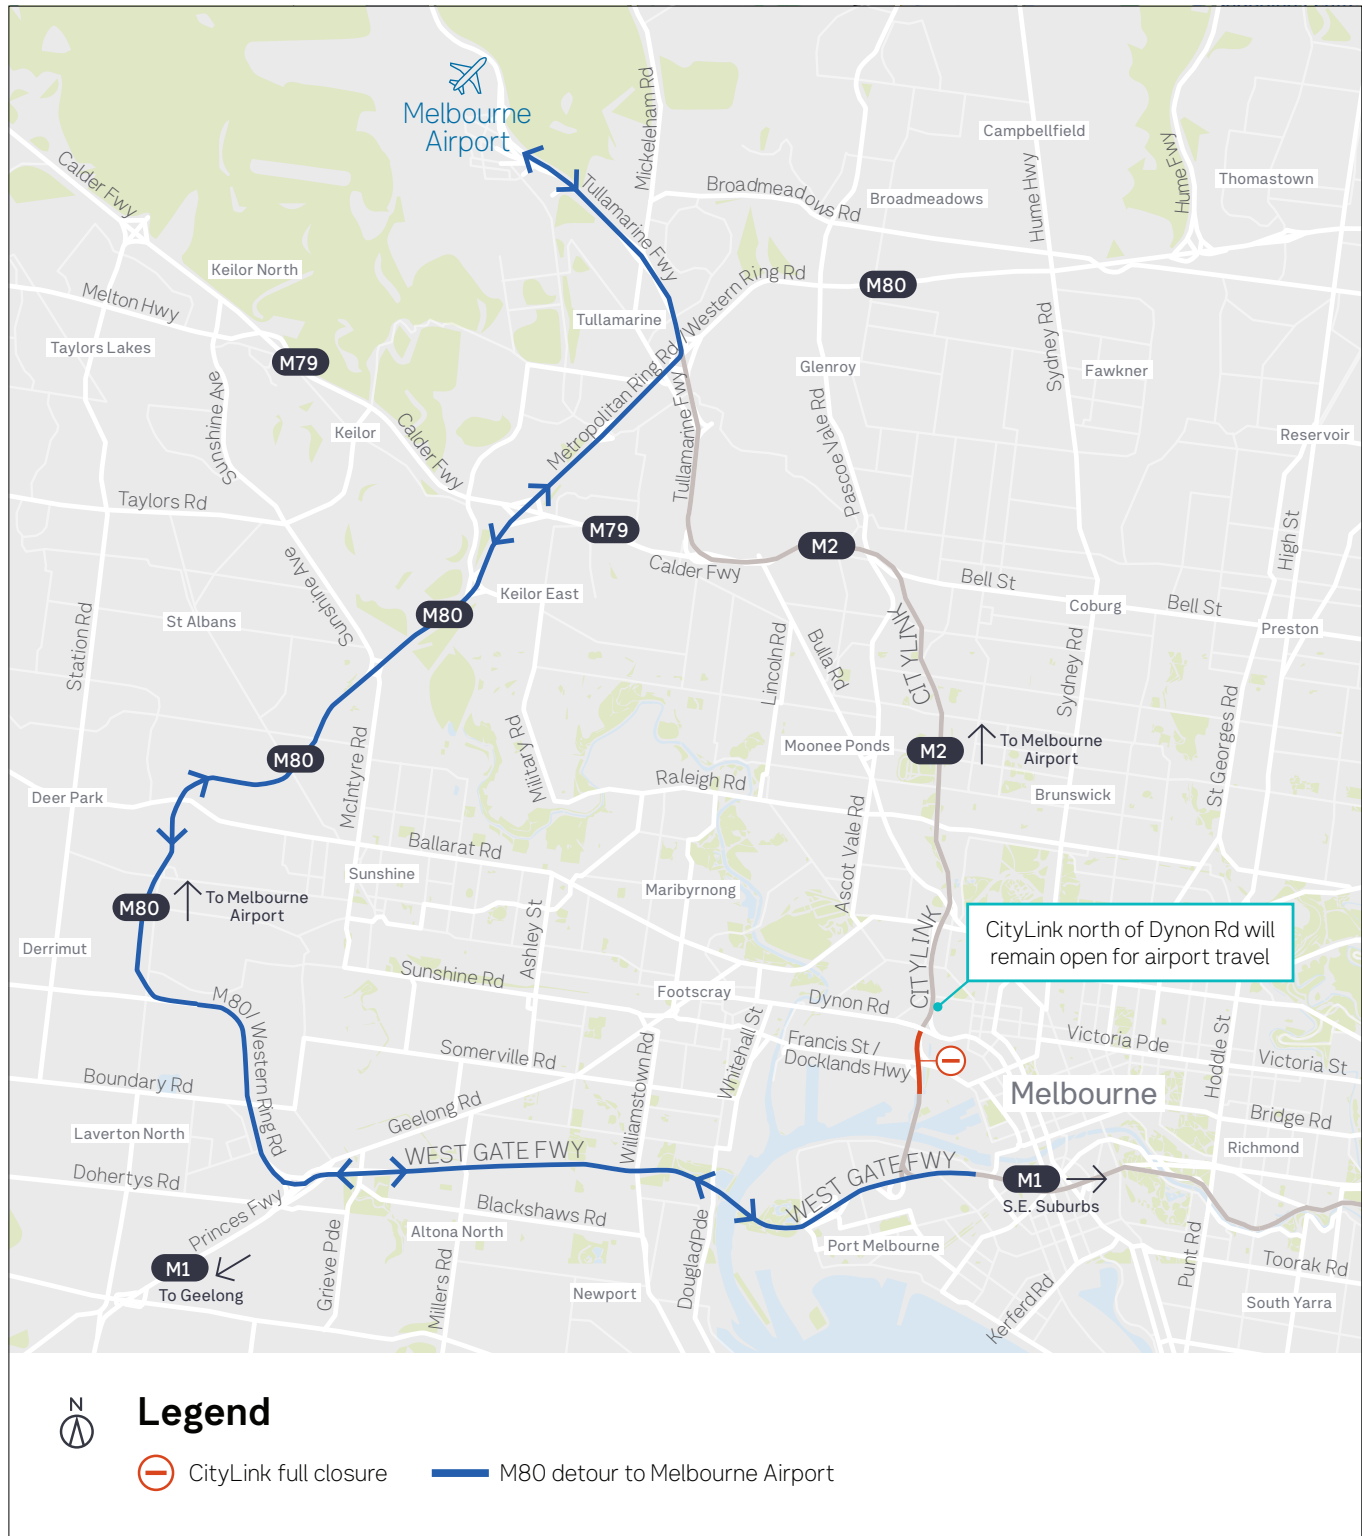 Melbourne
Airport
Mickeleham Rd
Campbellfield
Hume Hwy
Hume Fwy
Thomastown
Calder Fwy
Tullamarine Fwy
Broadmeadows Rd
Broadmeadows
Keilor North
Melton Hwy
Metropolitan Ring Rd /Western Ring Rd
M80
Tullamarine
Taylors Lakes
M79
Glenroy
Sydney Rd
Fawkner
Sunshine Ave
Keilor
Calder Fwy
Tullamarine Fwy
Pascoe Vale Rd
Reservoir
Taylors Rd
M79
M2
High St
Sunshine Ave
Calder Fwy
Bell St
Keilor East
Coburg
Bell St
St Albans
M80
Preston
Station Rd
Lincoln Rd
Bulla Rd
CITYLINK
Sydney Rd
St Georges Rd
Military Rd
Moonee Ponds
M2
To Melbourne
Airport
M80
McIntyre Rd
Raleigh Rd
Deer Park
Brunswick
Ballarat Rd
Ascot Vale Rd
Sunshine
Maribyrnong
M80
To Melbourne
Airport
Ashley St
CITYLINK
CityLink north of Dynon Rd will
remain open for airport travel
Derrimut
Sunshine Rd
Footscray
Dynon Rd
M80/ Western Ring Rd
Whitehall St
Francis St /
Docklands Hwy
Victoria Pde
Hoddle St
Victoria St
Somerville Rd
Williamstown Rd
Boundary Rd
Melbourne
Geelong Rd
Bridge Rd
Laverton North
Richmond
WEST GATE FWY
Dohertys Rd
WEST GATE FWY
M1
S.E. Suburbs
Princes Fwy
Blackshaws Rd
Altona North
Port Melbourne
Punt Rd
Toorak Rd
M1
To Geelong
Grieve Pde
Millers Rd
Newport
Douglad Pde
Kerferd Rd
South Yarra
N
Legend
CityLink full closure
M80 detour to Melbourne Airport